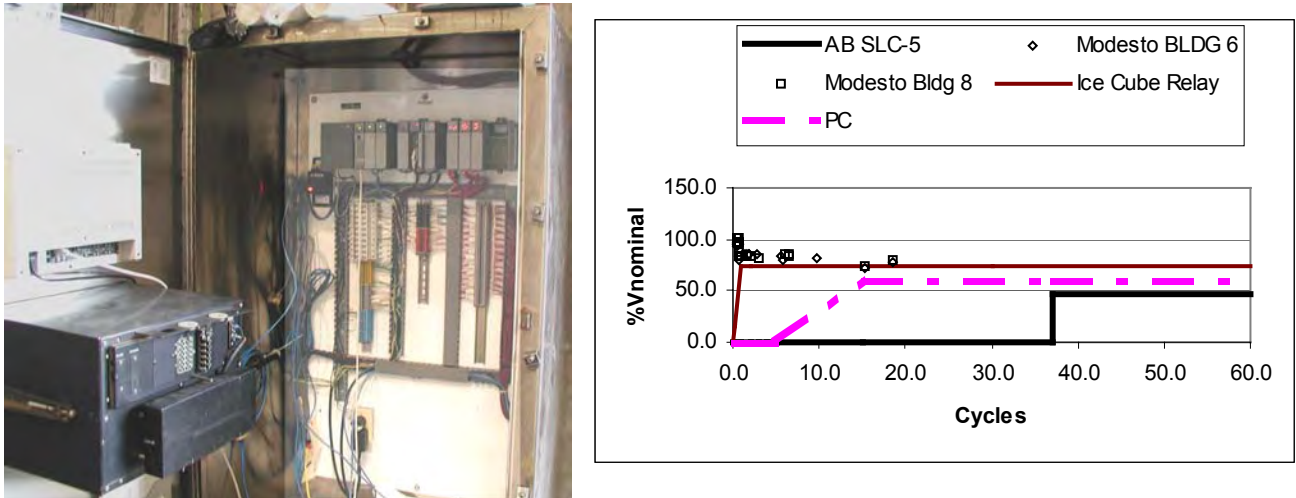 AB SLC-5
Modesto BLDG 6
Modesto Bldg 8
Ice Cube Relay
PC
150.0
100.0
50.0
0.0
%Vnominal
0.0 10.0 20.0 30.0 40.0 50.0 60.0
Cycles